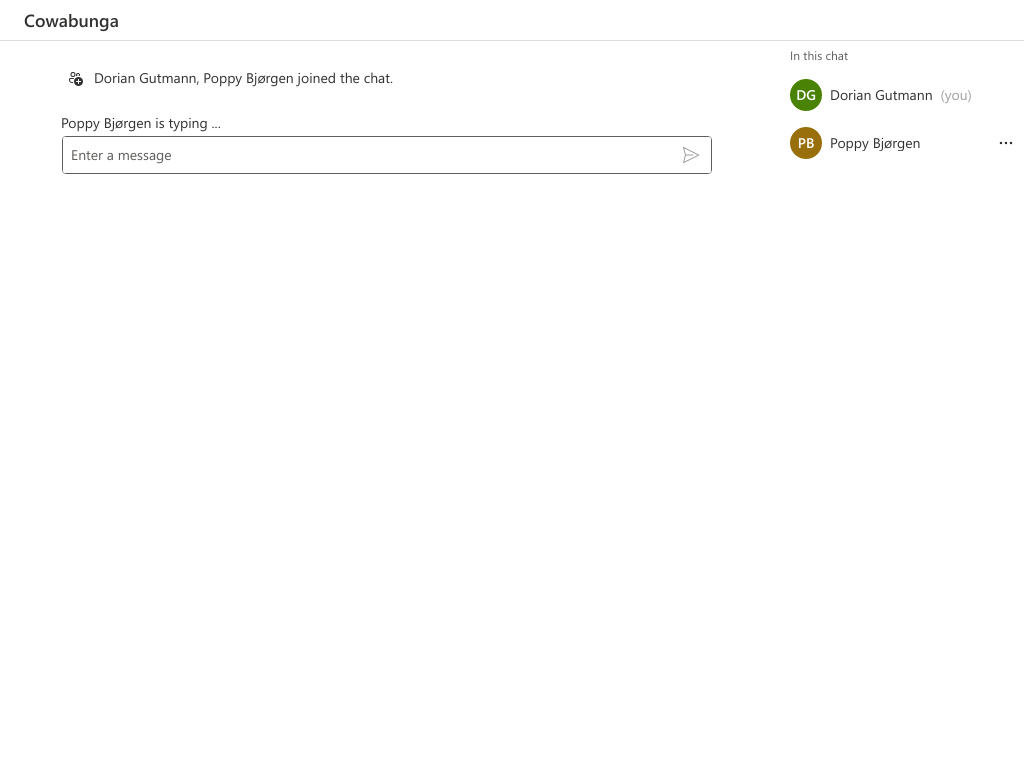 Cowabunga
In this chat
Dorian Gutmann, Poppy Bjørgen joined the chat.
DG Dorian Gutmann (you)
Poppy Bjørgen is typing ...
PB Poppy Bjørgen
Enter a message